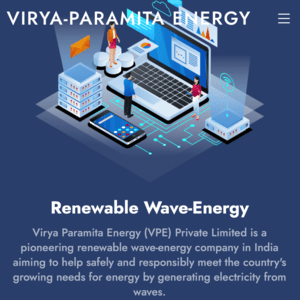 VIRYA-PARAMITA ENERGY
Renewable Wave-Energy
Virya Paramita Energy (VPE) Private Limited is a
pioneering renewable wave-energy company in India
aiming to help safely and responsibly meet the country's
growing needs for energy by generating electricity from
waves.